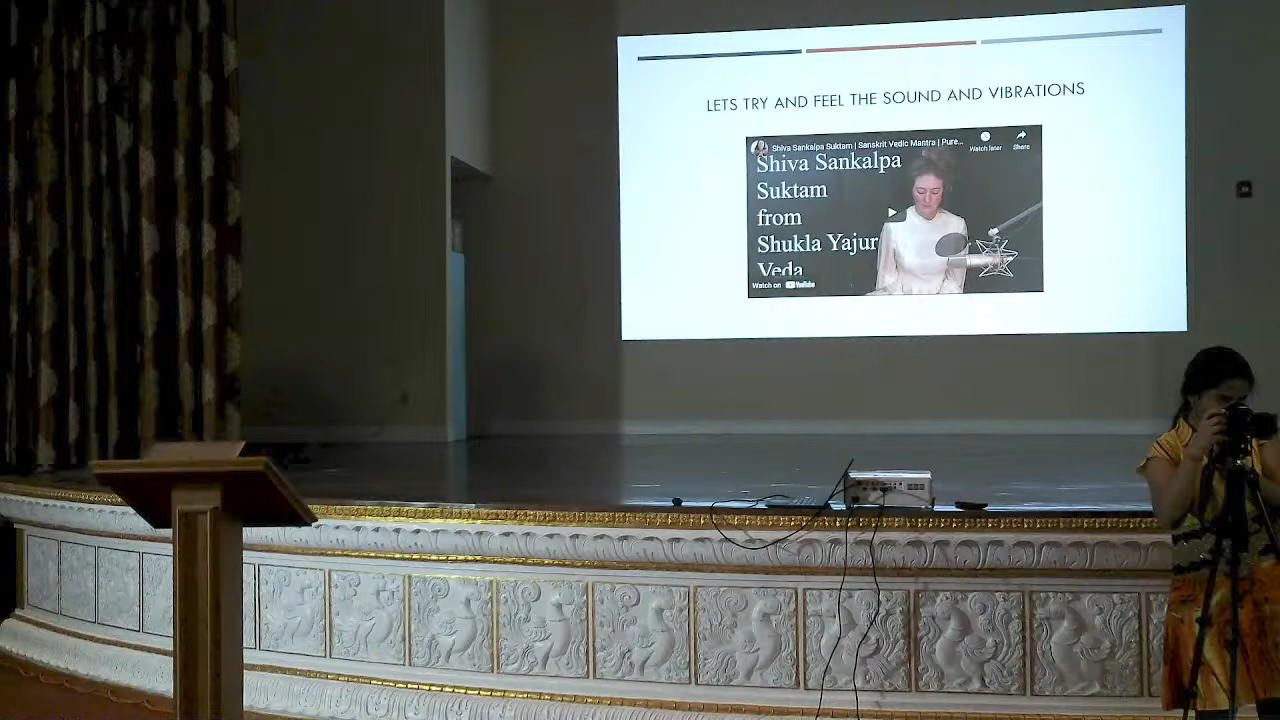 LETS TRY AND FEEL THE SOUND AND VIBRATIONS
Shiva Sankalpa Suktam | Sanskrit Vedic Mantra | Pure...
Watch later
Share
Shiva Sankalpa
Suktam
from
Shukla Yajur
Veda
Watch on YouTube